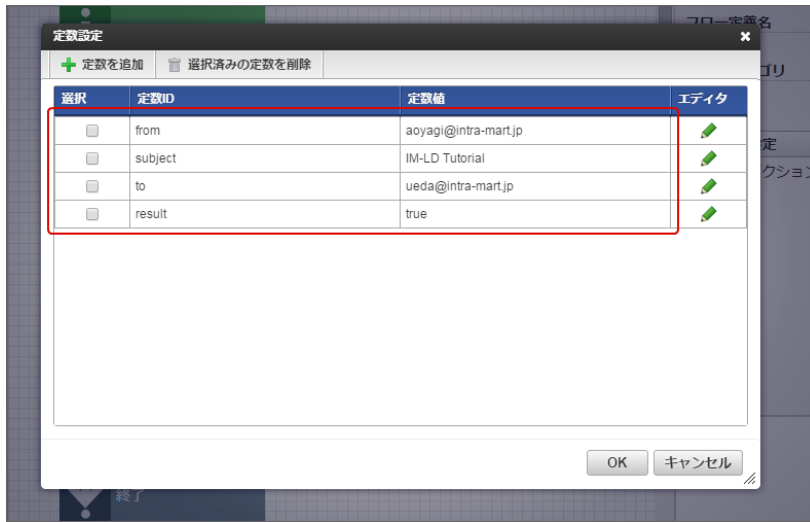 フロー定義名
定数設定
定数を追加 選択済みの定数を削除
ゴリ
選択 定数ID 定数値 エディタ
from aoyagi@intra-mart.jp
subject IM-LD Tutorial
定
クション
to ueda@intra-mart.jp
result true
OK キャンセル
終了